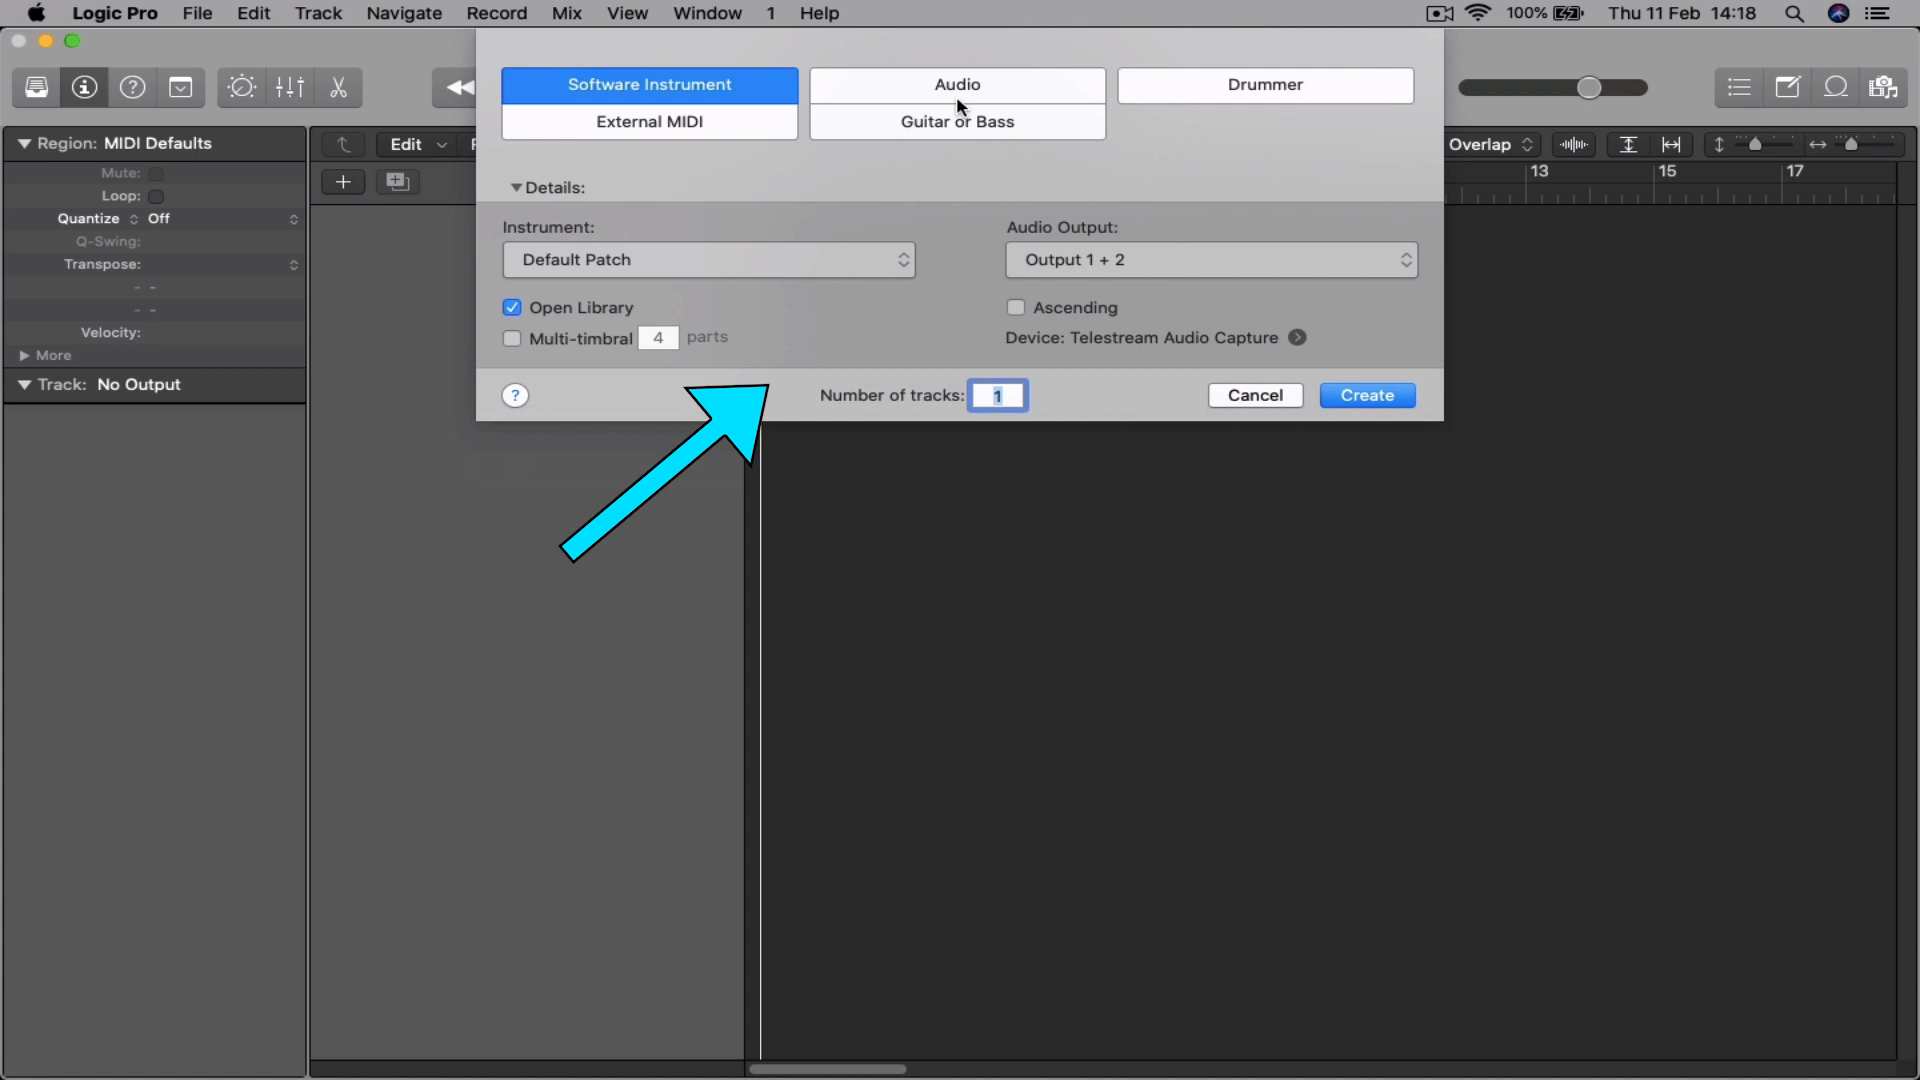 Logic Pro File Edit Track Navigate Record Mix View Window 1 Help 100% Thu 11 Feb 14:18
Software Instrument Audio Drummer
External MIDI Guitar or Bass
Region: MIDI Defaults
Edit
Overlap
Mute:
Loop:
Quantize Off
Q-Swing:
Transpose:
- -
- -
Velocity:
More
Track: No Output
13 15 17
Details:
Instrument: Audio Output:
Default Patch Output 1 + 2
Open Library Ascending
Multi-timbral 4 parts Device: Telestream Audio Capture
? Number of tracks: 1 Cancel Create